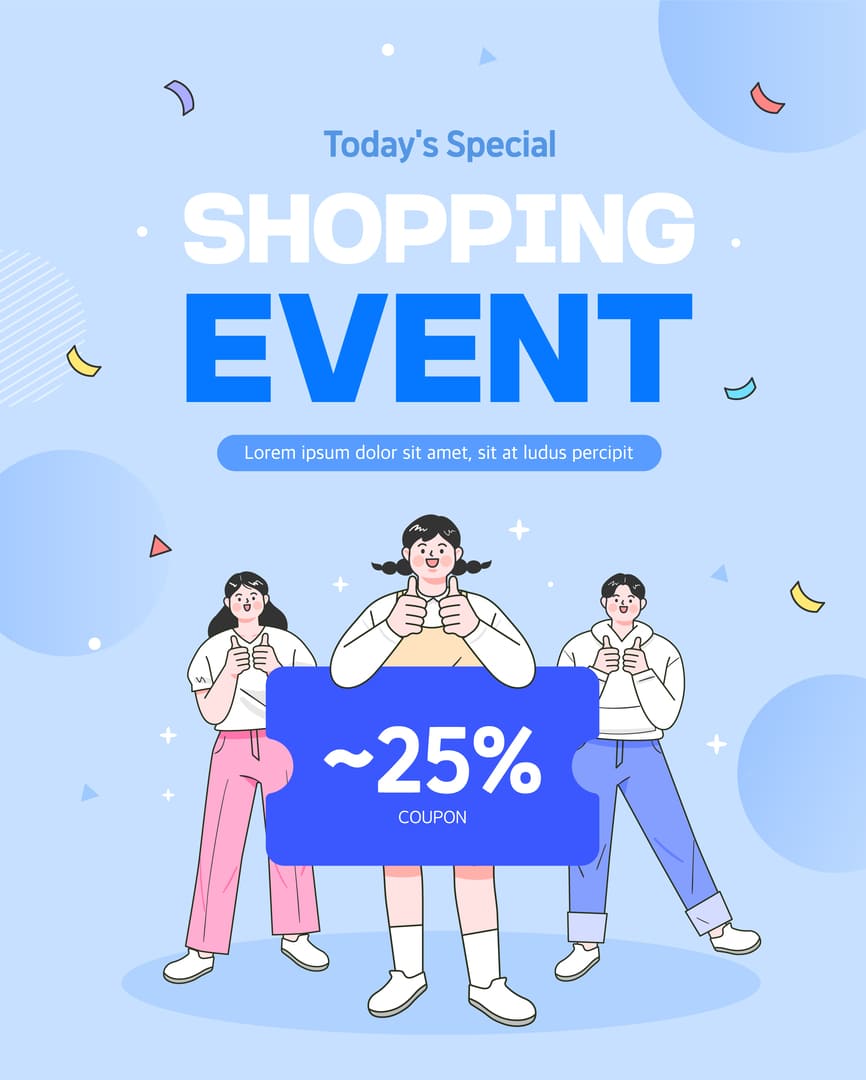 Today's Special
SHOPPING
EVENT
Lorem ipsum dolor sit amet, sit at ludus percipit
~25%
COUPON